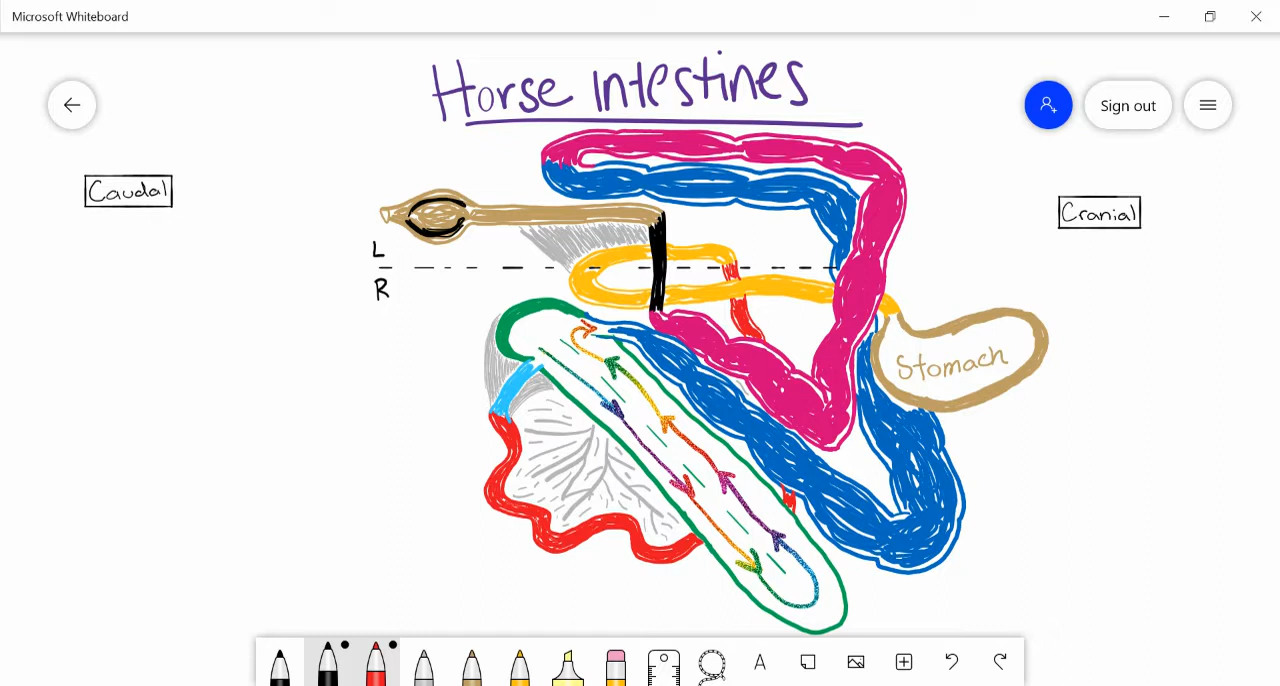 Microsoft Whiteboard
Horse Intestines
Sign out
Caudal
Cranial
L
R
Stomach
A